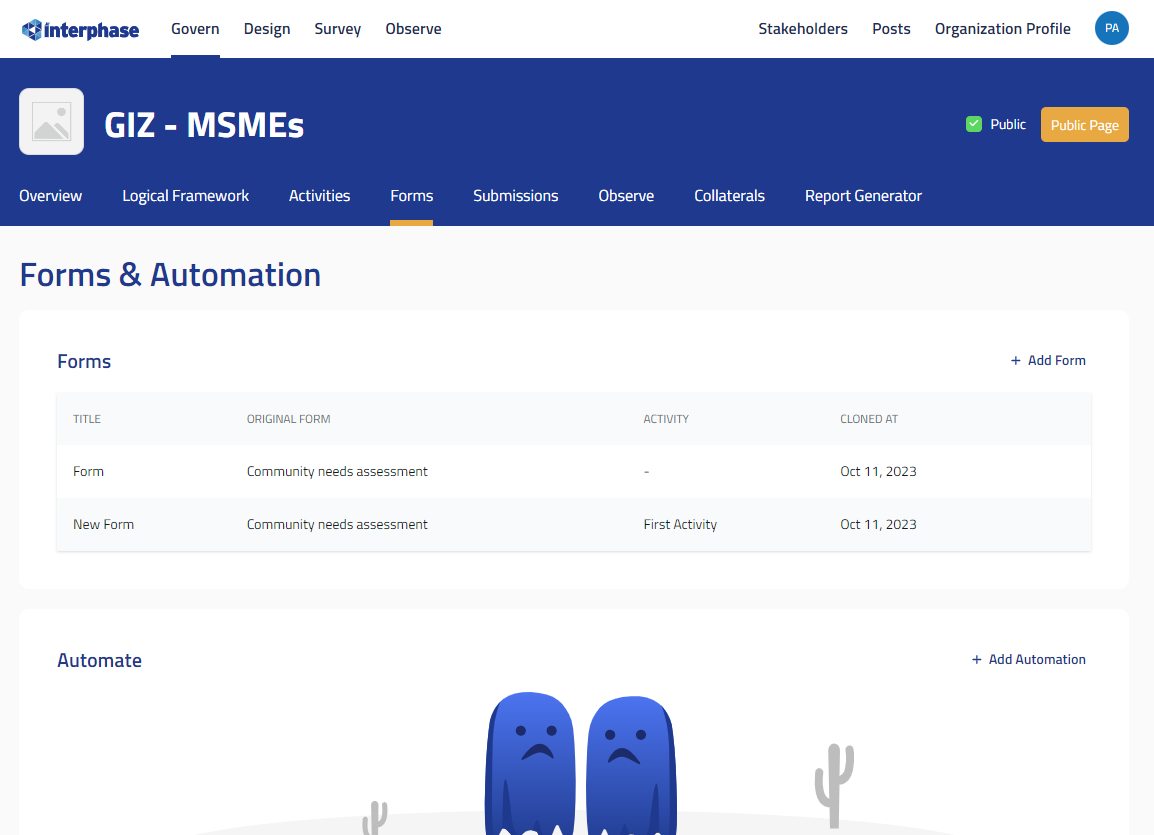 interphase Govern Design Survey Observe Stakeholders Posts Organization Profile PA
GIZ - MSMEs
Public Public Page
Overview Logical Framework Activities Forms Submissions Observe Collaterals Report Generator
Forms & Automation
Forms + Add Form
TITLE ORIGINAL FORM ACTIVITY CLONED AT
Form Community needs assessment - Oct 11, 2023
New Form Community needs assessment First Activity Oct 11, 2023
Automate + Add Automation